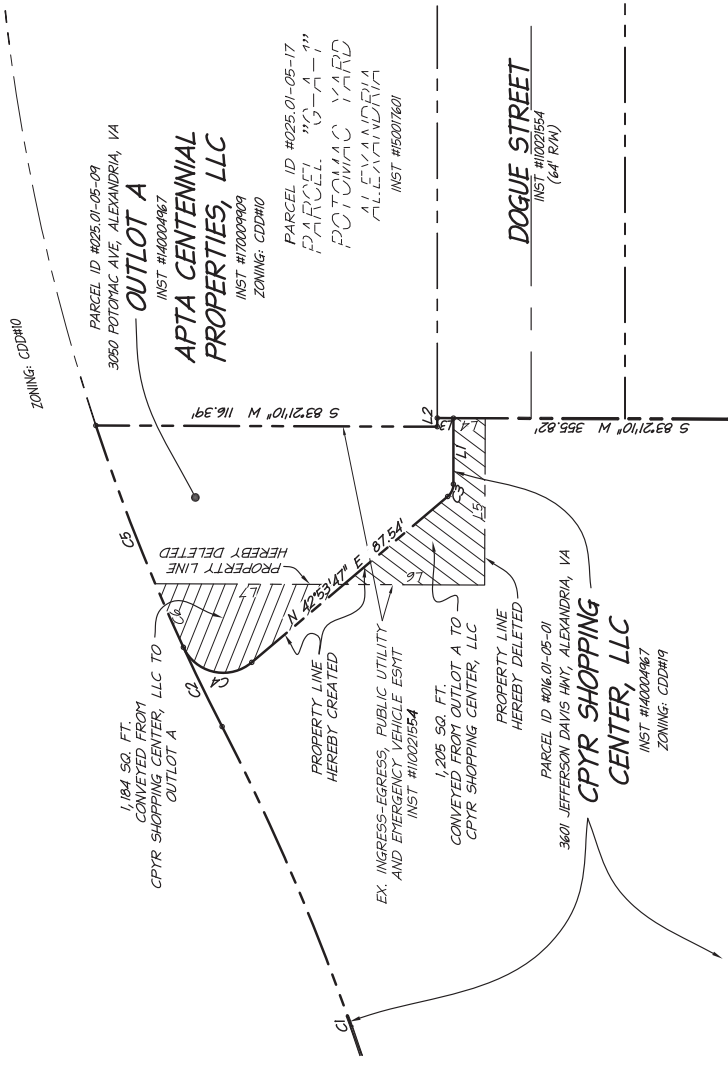 ZONING: CDD#10
PARCEL ID #025.01-05-09
3050 POTOMAC AVE, ALEXANDRIA, VA
OUTLOT A
INST #140004967
APTA CENTENNIAL
PROPERTIES, LLC
INST #170009909
ZONING: CDD#10
PARCEL ID #025.01-05-17
PARCEL "G-A-1"
POTOMAC YARD
ALEXANDRIA
INST #150017601
DOGUE STREET
INST #110021554
(64' R/W)
S 83°21'10" W 116.39'
S 83°21'10" W 355.82'
L2
L3
L4
L1
C3
L5
L6
N 42°53'47" E 87.54'
C5
PROPERTY LINE
HEREBY DELETED
L7
C6
C2
C4
1,184 SQ. FT.
CONVEYED FROM
CPYR SHOPPING CENTER, LLC TO
OUTLOT A
PROPERTY LINE
HEREBY CREATED
EX. INGRESS-EGRESS, PUBLIC UTILITY
AND EMERGENCY VEHICLE ESMT
INST #110021554
1,205 SQ. FT.
CONVEYED FROM OUTLOT A TO
CPYR SHOPPING CENTER, LLC
PROPERTY LINE
HEREBY DELETED
PARCEL ID #016.01-05-01
3601 JEFFERSON DAVIS HWY, ALEXANDRIA, VA
CPYR SHOPPING
CENTER, LLC
INST #140004967
ZONING: CDD#19
C1